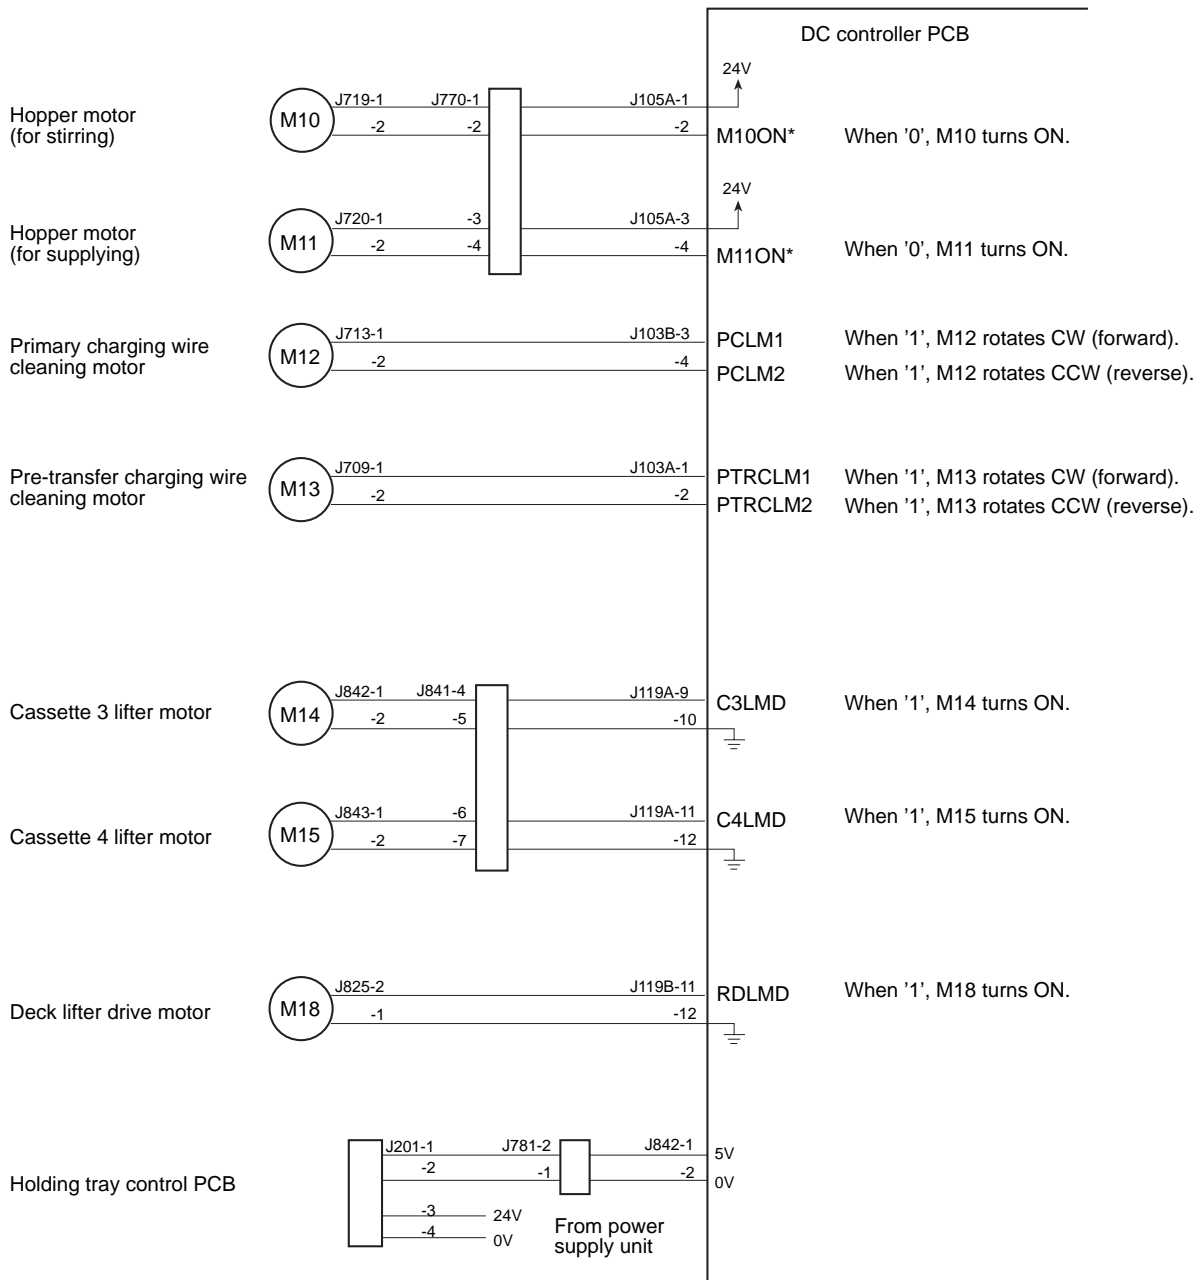 DC controller PCB
24V
Hopper motor
(for stirring)
M10
J719-1
J770-1
J105A-1
-2
-2
-2
M10ON*
When '0', M10 turns ON.
24V
Hopper motor
(for supplying)
M11
J720-1
-3
J105A-3
-2
-4
-4
M11ON*
When '0', M11 turns ON.
Primary charging wire
cleaning motor
M12
J713-1
J103B-3
PCLM1
When '1', M12 rotates CW (forward).
-2
-4
PCLM2
When '1', M12 rotates CCW (reverse).
Pre-transfer charging wire
cleaning motor
M13
J709-1
J103A-1
PTRCLM1
When '1', M13 rotates CW (forward).
-2
-2
PTRCLM2
When '1', M13 rotates CCW (reverse).
Cassette 3 lifter motor
M14
J842-1
J841-4
J119A-9
C3LMD
When '1', M14 turns ON.
-2
-5
-10
Cassette 4 lifter motor
M15
J843-1
-6
J119A-11
C4LMD
When '1', M15 turns ON.
-2
-7
-12
Deck lifter drive motor
M18
J825-2
J119B-11
RDLMD
When '1', M18 turns ON.
-1
-12
Holding tray control PCB
J201-1
J781-2
J842-1
5V
-2
-1
-2
0V
-3
24V
-4
0V
From power
supply unit